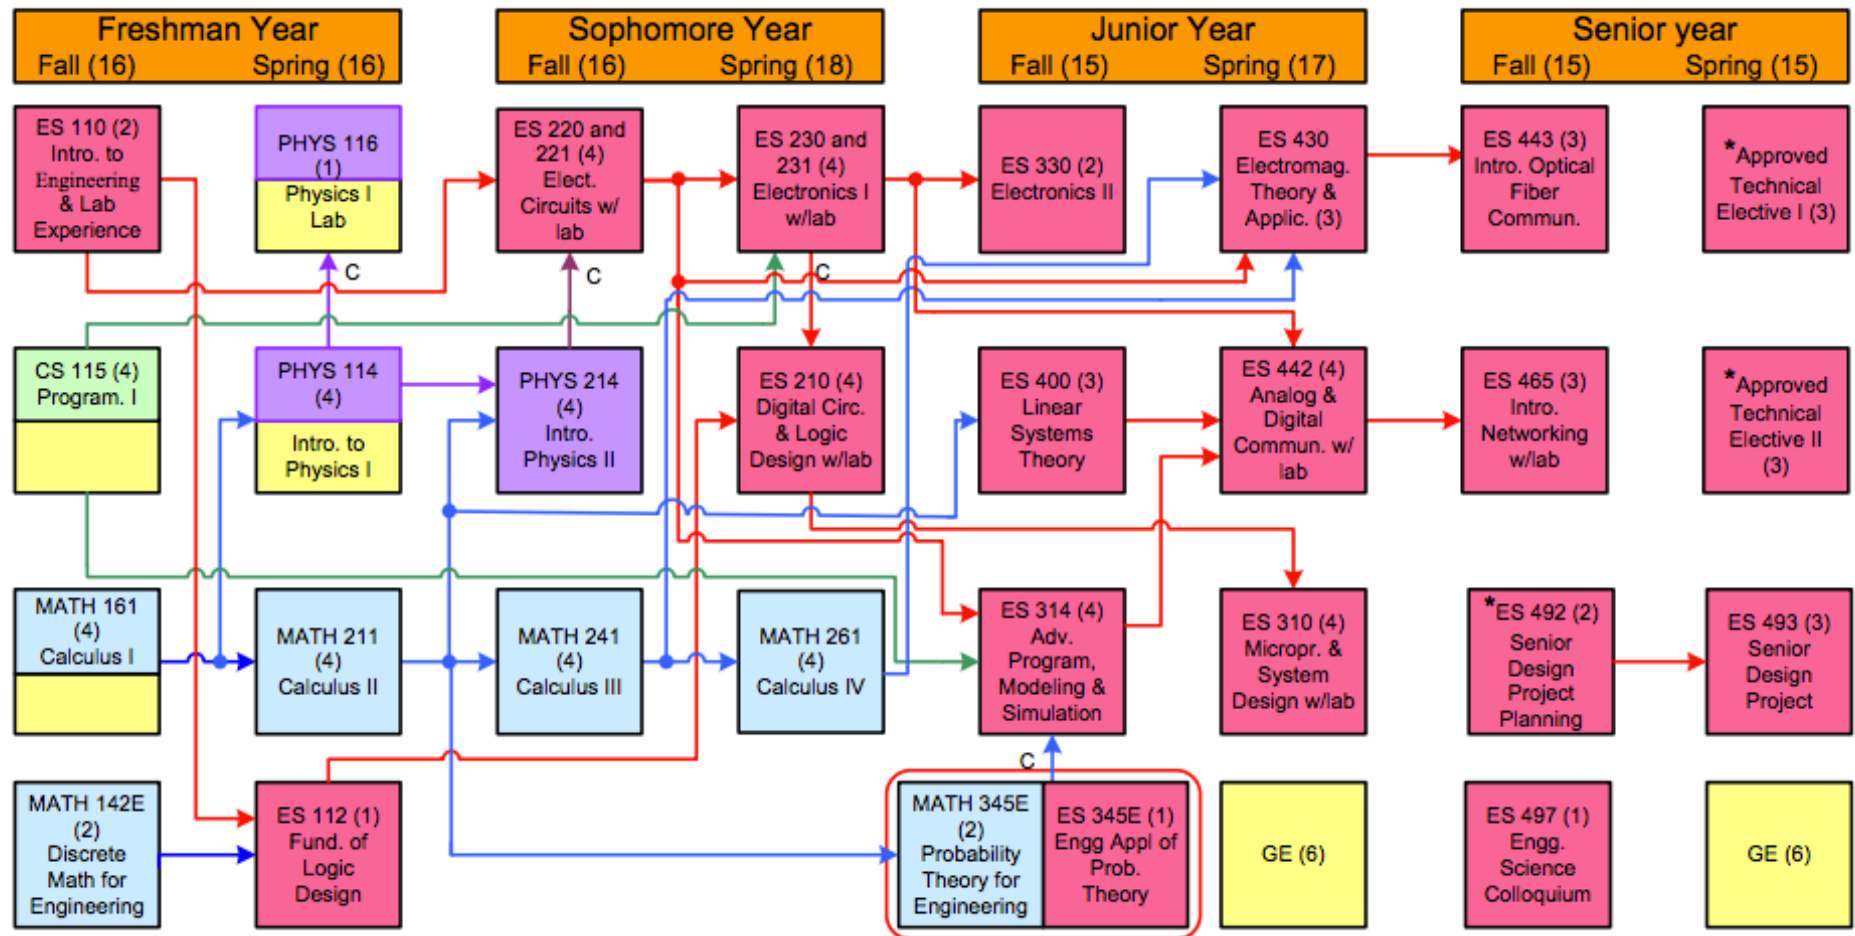 Freshman Year
Fall (16) Spring (16)
Sophomore Year
Fall (16) Spring (18)
Junior Year
Fall (15) Spring (17)
Senior year
Fall (15) Spring (15)
ES 110 (2)
Intro. to
Engineering
& Lab
Experience
PHYS 116
(1)
Physics I
Lab
ES 220 and
221 (4)
Elect.
Circuits w/
lab
ES 230 and
231 (4)
Electronics I
w/lab
ES 330 (2)
Electronics II
ES 430
Electromag.
Theory &
Applic. (3)
ES 443 (3)
Intro. Optical
Fiber
Commun.
*Approved
Technical
Elective I (3)
C
C
C
CS 115 (4)
Program. I
PHYS 114
(4)
Intro. to
Physics I
PHYS 214
(4)
Intro.
Physics II
ES 210 (4)
Digital Circ.
& Logic
Design w/lab
ES 400 (3)
Linear
Systems
Theory
ES 442 (4)
Analog &
Digital
Commun. w/
lab
ES 465 (3)
Intro.
Networking
w/lab
*Approved
Technical
Elective II
(3)
MATH 161
(4)
Calculus I
MATH 211
(4)
Calculus II
MATH 241
(4)
Calculus III
MATH 261
(4)
Calculus IV
ES 314 (4)
Adv.
Program,
Modeling &
Simulation
ES 310 (4)
Micropr. &
System
Design w/lab
*ES 492 (2)
Senior
Design
Project
Planning
ES 493 (3)
Senior
Design
Project
C
MATH 142E
(2)
Discrete
Math for
Engineering
ES 112 (1)
Fund. of
Logic
Design
MATH 345E
(2)
Probability
Theory for
Engineering
ES 345E (1)
Engg Appl of
Prob.
Theory
GE (6)
ES 497 (1)
Engg.
Science
Colloquium
GE (6)